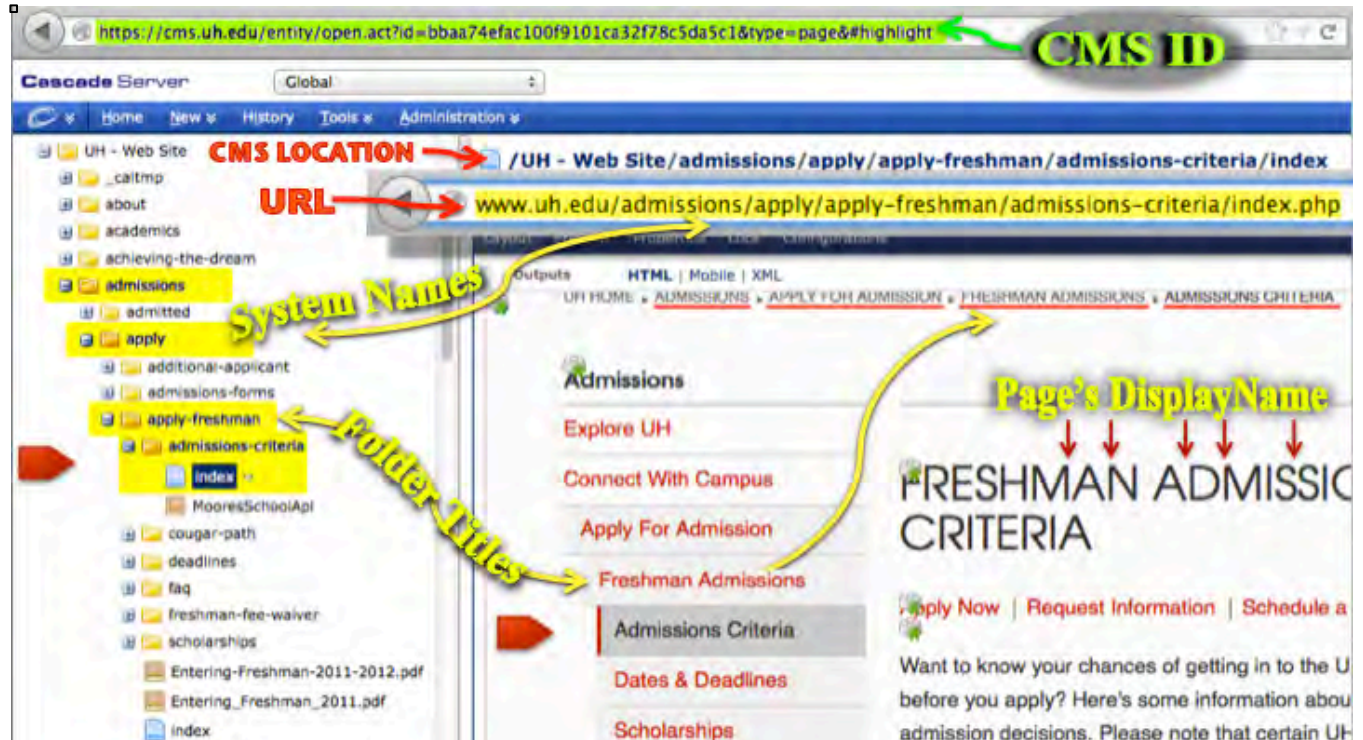 https://cms.uh.edu/entity/open.act?id=bbaa74efac100f9101ca32f78c5da5c1&type=page&#highlight
CMS ID
Cascade Server
Global
Home New History Tools Administration
UH - Web Site
CMS LOCATION
/UH - Web Site/admissions/apply/apply-freshman/admissions-criteria/index
_caltmp
about
URL
www.uh.edu/admissions/apply/apply-freshman/admissions-criteria/index.php
academics
achieving-the-dream
Layout Properties Configurations
Outputs HTML | Mobile | XML
admissions
System Names
UH HOME ADMISSIONS APPLY FOR ADMISSION FRESHMAN ADMISSIONS ADMISSIONS CRITERIA
admitted
apply
additional-applicant
admissions-forms
apply-freshman
admissions-criteria
index
MooresSchoolApl
cougar-path
deadlines
faq
freshman-fee-waiver
scholarships
Entering-Freshman-2011-2012.pdf
Entering_Freshman_2011.pdf
index
Folder Titles
Admissions
Explore UH
Connect With Campus
Apply For Admission
Freshman Admissions
Admissions Criteria
Dates & Deadlines
Scholarships
Page's DisplayName
FRESHMAN ADMISSIC
CRITERIA
Apply Now | Request Information | Schedule a
Want to know your chances of getting in to the U
before you apply? Here's some information abou
admission decisions. Please note that certain UH